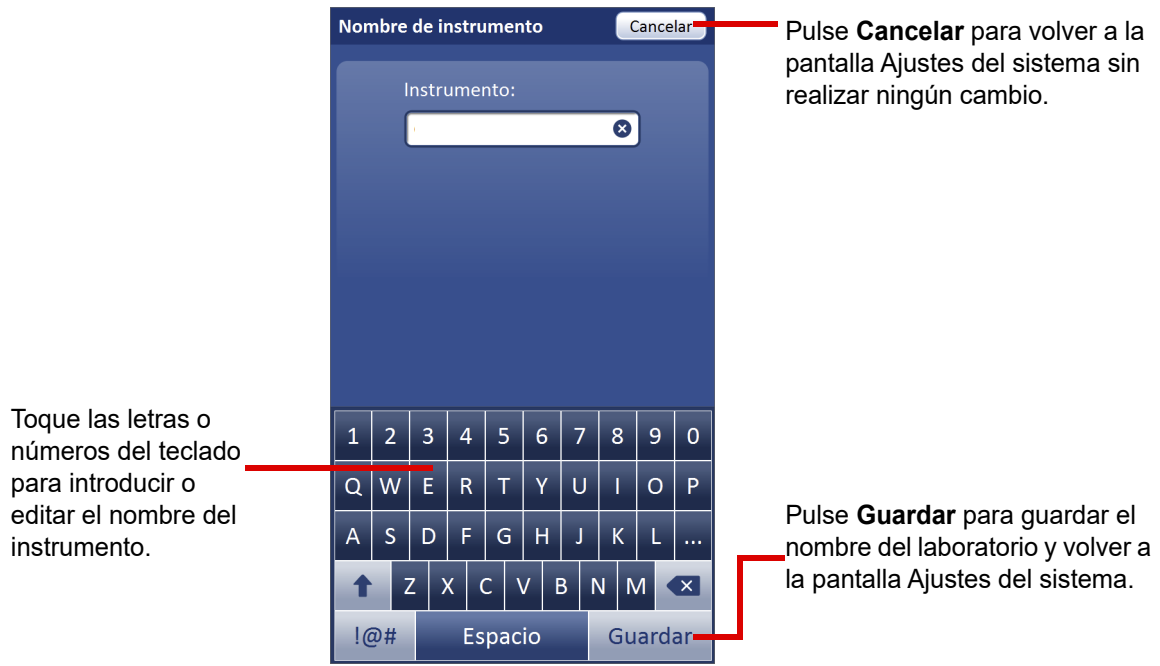 Nombre de instrumento
Cancelar
Pulse Cancelar para volver a la
pantalla Ajustes del sistema sin
realizar ningún cambio.
Instrumento:
Toque las letras o
números del teclado
para introducir o
editar el nombre del
instrumento.
1 2 3 4 5 6 7 8 9 0
Q W E R T Y U I O P
A S D F G H J K L ...
Z X C V B N M
!@# Espacio Guardar
Pulse Guardar para guardar el
nombre del laboratorio y volver a
la pantalla Ajustes del sistema.